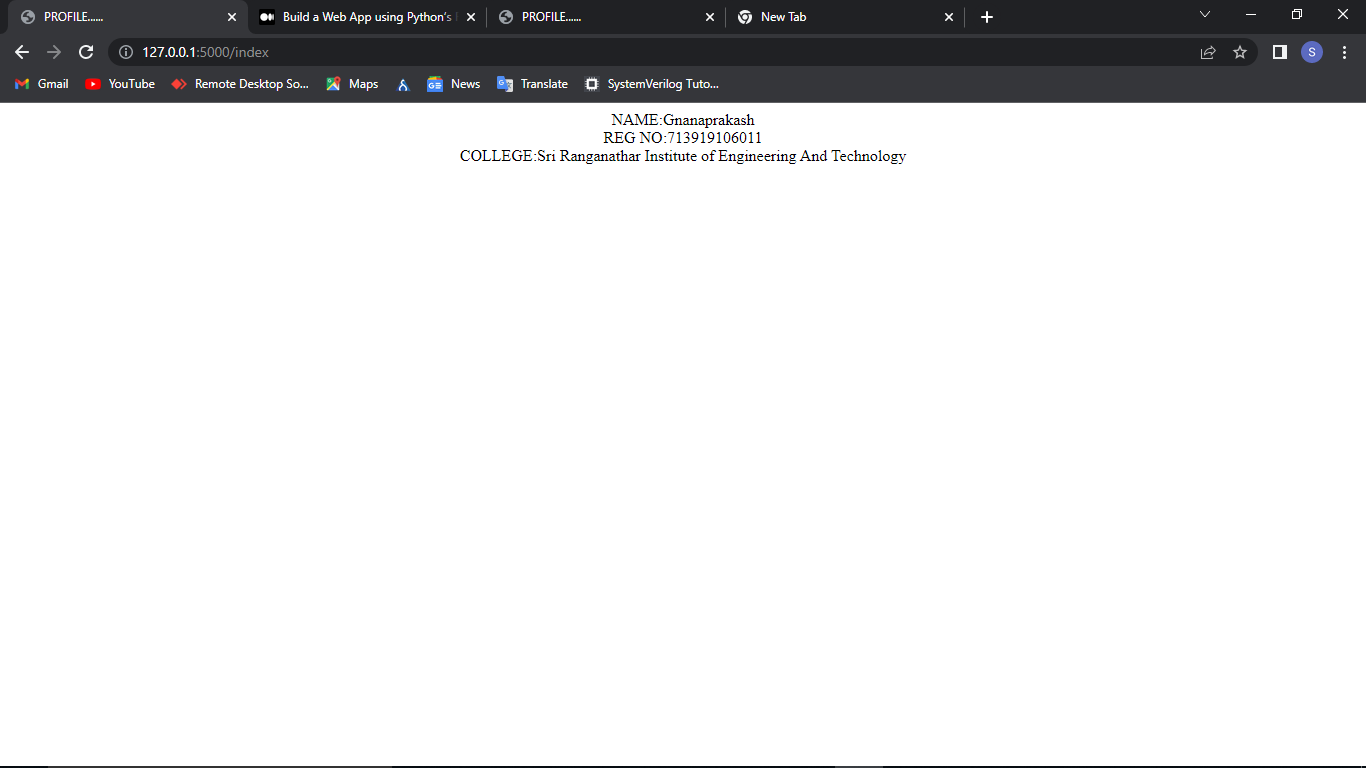 PROFILE......
Build a Web App using Python's
PROFILE......
New Tab
127.0.0.1:5000/index
S
Gmail
YouTube
Remote Desktop So...
Maps
News
Translate
SystemVerilog Tuto...
NAME:Gnanaprakash
REG NO:713919106011
COLLEGE:Sri Ranganathar Institute of Engineering And Technology